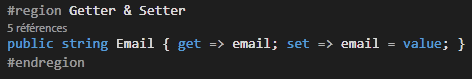 #region Getter & Setter
5 références
public string Email { get => email; set => email = value; }
#endregion